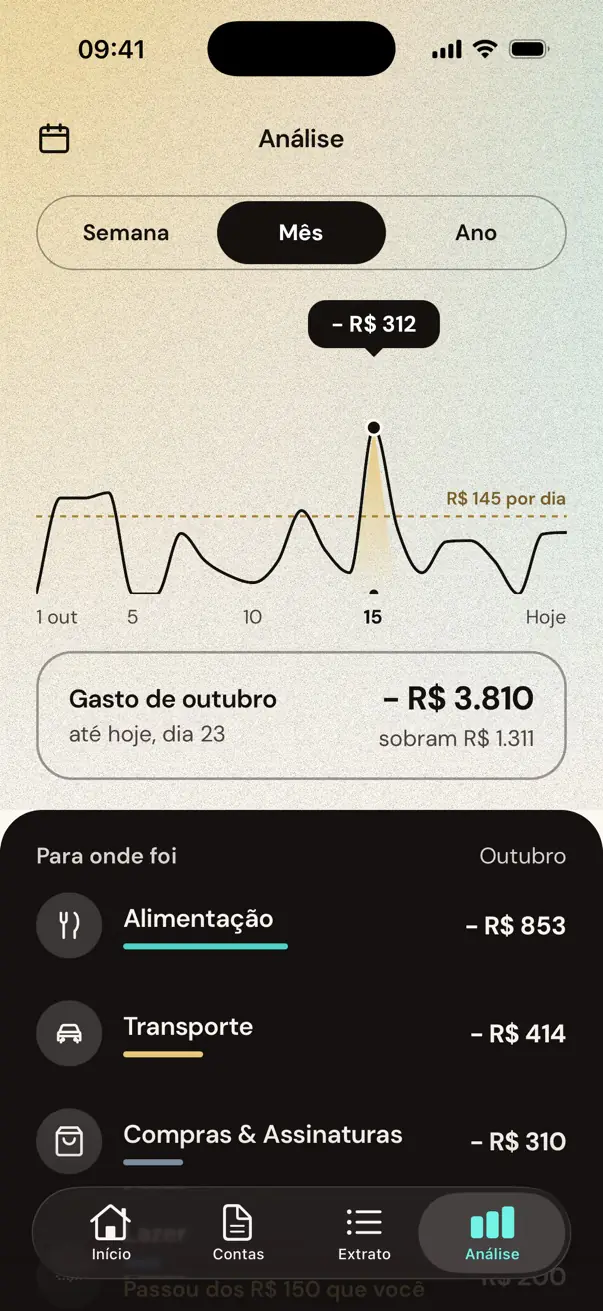 09:41
Análise
Semana Mês Ano
– R$ 312
R$ 145 por dia
1 out 5 10 15 Hoje
Gasto de outubro – R$ 3.810
até hoje, dia 23 sobram R$ 1.311
Para onde foi Outubro
Alimentação – R$ 853
Transporte – R$ 414
Compras & Assinaturas – R$ 310
Lazer
Início Contas Extrato Análise
Passou dos R$ 150 que você R$ 200